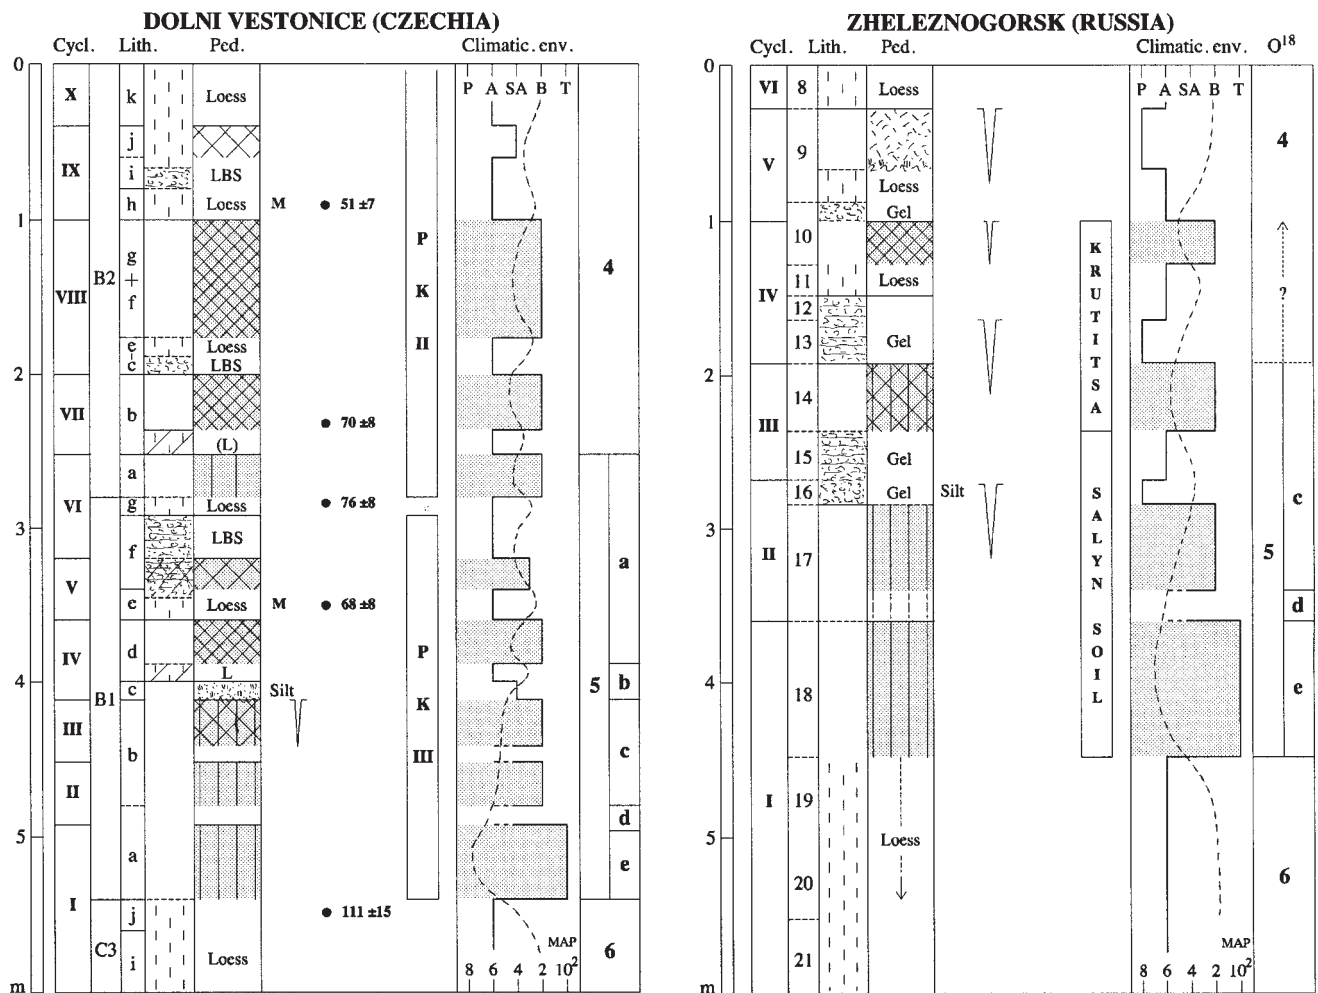 DOLNI VESTONICE (CZECHIA)
Cycl. Lith. Ped. Climatic. env.
0
P A SA B T
X k Loess
j
IX i LBS
h Loess M 51 ±7
1
P
g
B2 + 4
VIII f K
e Loess II
c LBS
2
VII b 70 ±8
(L)
a
VI g Loess 76 ±8
3
f LBS a
V
e Loess M 68 ±8
IV d P
L b
4 5
B1 c Silt K
III
b III c
II
d
5
a e
I
j 111 ±15
C3 MAP
i Loess 6
m 8 6 4 2 10²
ZHELEZNOGORSK (RUSSIA)
Cycl. Lith. Ped. Climatic. env. O¹⁸
0
P A SA B T
VI 8 Loess
V 9 4
Loess
Gel
1
10 KRUTITSA
11 Loess
IV 12 ?
13 Gel
2
14
III
15 Gel
16 Gel Silt SALYN SOIL c
3
II 17 5
d
18 e
4
I 19
5 Loess
20 6
21 MAP
m 8 6 4 2 10²